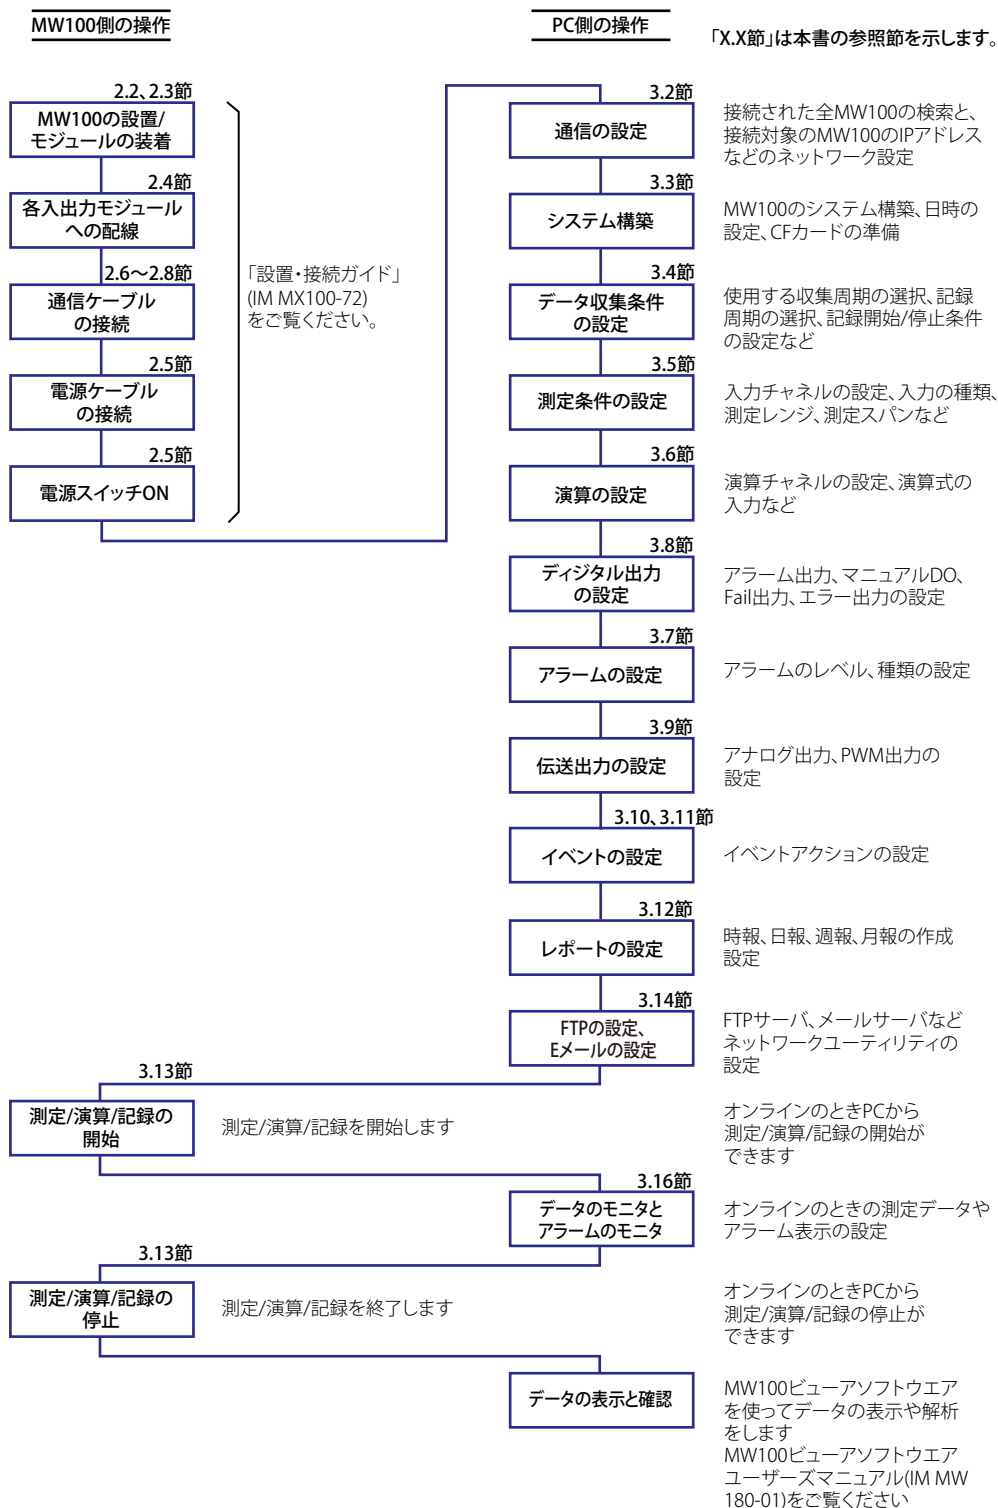 MW100側の操作
PC側の操作
「X.X節」は本書の参照節を示します。
2.2、2.3節
MW100の設置/
モジュールの装着
2.4節
各入出力モジュール
への配線
2.6〜2.8節
通信ケーブル
の接続
2.5節
電源ケーブル
の接続
2.5節
電源スイッチON
「設置・接続ガイド」
(IM MX100-72)
をご覧ください。
3.2節
通信の設定
接続された全MW100の検索と、
接続対象のMW100のIPアドレス
などのネットワーク設定
3.3節
システム構築
MW100のシステム構築、日時の
設定、CFカードの準備
3.4節
データ収集条件
の設定
使用する収集周期の選択、記録
周期の選択、記録開始/停止条件
の設定など
3.5節
測定条件の設定
入力チャネルの設定、入力の種類、
測定レンジ、測定スパンなど
3.6節
演算の設定
演算チャネルの設定、演算式の
入力など
3.8節
ディジタル出力
の設定
アラーム出力、マニュアルDO、
Fail出力、エラー出力の設定
3.7節
アラームの設定
アラームのレベル、種類の設定
3.9節
伝送出力の設定
アナログ出力、PWM出力の
設定
3.10、3.11節
イベントの設定
イベントアクションの設定
3.12節
レポートの設定
時報、日報、週報、月報の作成
設定
3.14節
FTPの設定、
Eメールの設定
FTPサーバ、メールサーバなど
ネットワークユーティリティの
設定
3.13節
測定/演算/記録の
開始
測定/演算/記録を開始します
オンラインのときPCから
測定/演算/記録の開始が
できます
3.16節
データのモニタと
アラームのモニタ
オンラインのときの測定データや
アラーム表示の設定
3.13節
測定/演算/記録の
停止
測定/演算/記録を終了します
オンラインのときPCから
測定/演算/記録の停止が
できます
データの表示と確認
MW100ビューアソフトウエア
を使ってデータの表示や解析
をします
MW100ビューアソフトウエア
ユーザーズマニュアル(IM MW
180-01)をご覧ください